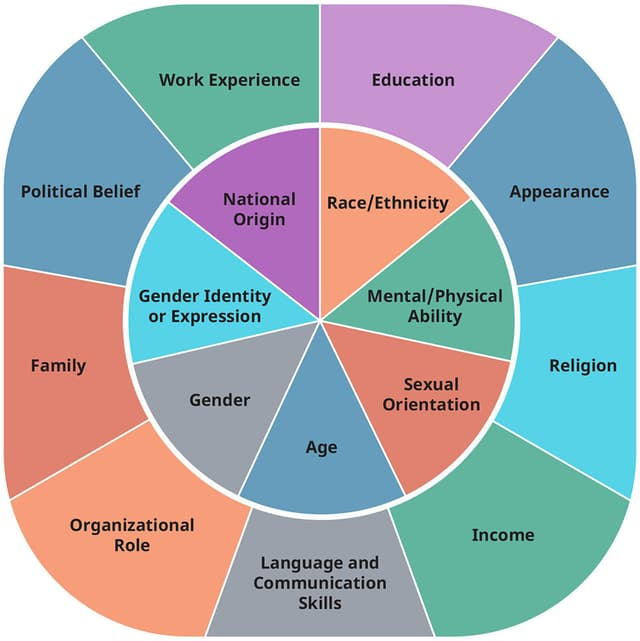 Work Experience
Education
Political Belief
Appearance
National
Origin
Race/Ethnicity
Gender Identity
or Expression
Mental/Physical
Ability
Family
Religion
Gender
Sexual
Orientation
Age
Organizational
Role
Income
Language and
Communication
Skills